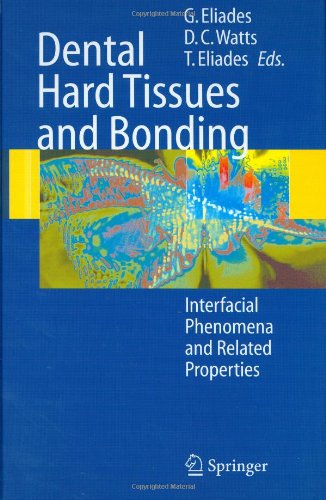 G. Eliades
D. C. Watts
T. Eliades Eds.
Dental
Hard Tissues
and Bonding
Interfacial
Phenomena
and Related
Properties
Springer